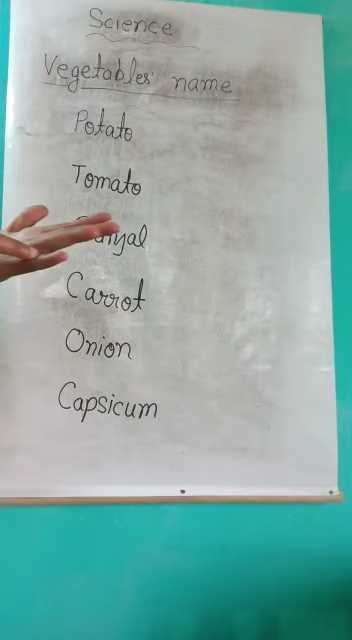 Science
Vegetables name
Potato
Tomato
Carrot
Onion
Capsicum